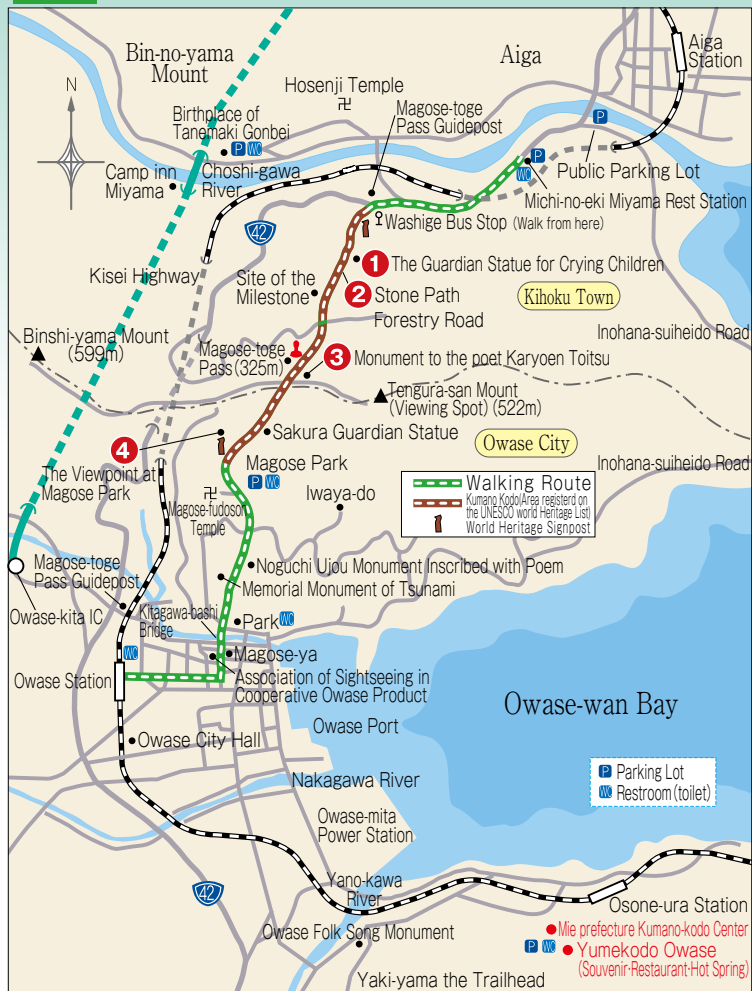 Bin-no-yama
Mount
Aiga
Aiga
Station
N
Hosenji Temple
卍
Magose-toge
Pass Guidepost
Birthplace of
Tanemaki Gonbei
P WC
P
Camp inn
Miyama
Choshi-gawa
River
P
WC
Public Parking Lot
Michi-no-eki Miyama Rest Station
42
Washige Bus Stop (Walk from here)
1 The Guardian Statue for Crying Children
Kisei Highway
Site of the
Milestone
2 Stone Path
Kihoku Town
Forestry Road
Inohana-suiheido Road
Binshi-yama Mount
(599m)
Magose-toge
Pass(325m)
3 Monument to the poet Karyoen Toitsu
Tengura-san Mount
(Viewing Spot) (522m)
4
Sakura Guardian Statue
Owase City
The Viewpoint at
Magose Park
Magose Park
P WC
Inohana-suiheido Road
卍
Magose-fudoson
Temple
Iwaya-do
Walking Route
Kumano Kodo(Area registerd on
the UNESCO world Heritage List)
World Heritage Signpost
Magose-toge
Pass Guidepost
Noguchi Ujou Monument Inscribed with Poem
Memorial Monument of Tsunami
Owase-kita IC
Kitagawa-bashi
Bridge
Park WC
WC
Magose-ya
Owase Station
Association of Sightseeing in
Cooperative Owase Product
Owase-wan Bay
Owase Port
Owase City Hall
P Parking Lot
WC Restroom(toilet)
Nakagawa River
Owase-mita
Power Station
42
Yano-kawa
River
Osone-ura Station
Owase Folk Song Monument
Mie prefecture Kumano-kodo Center
P WC Yumekodo Owase
(Souvenir·Restaurant·Hot Spring)
Yaki-yama the Trailhead